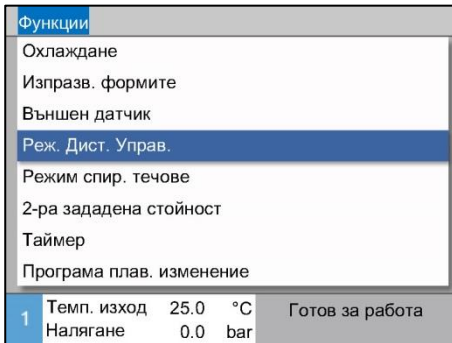 Функции
Охлаждане
Изпразв. формите
Външен датчик
Реж. Дист. Управ.
Режим спир. течове
2-ра зададена стойност
Таймер
Програма плав. изменение
1 Темп. изход 25.0 °C Готов за работа
Налягане 0.0 bar